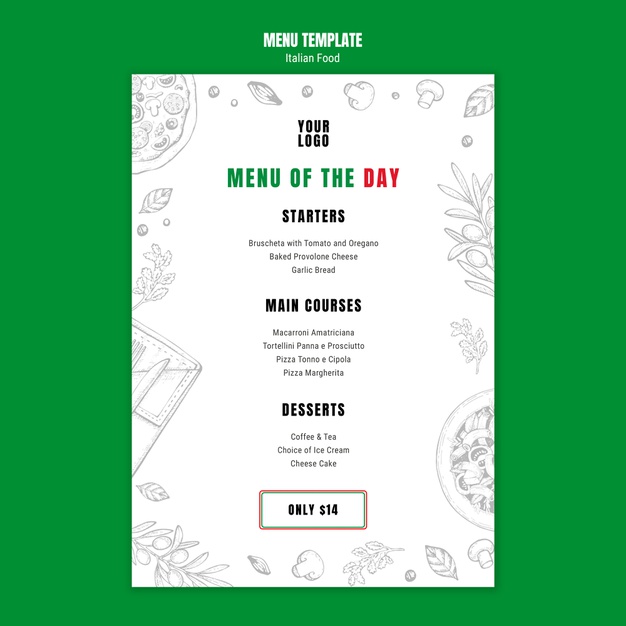 MENU TEMPLATE
Italian Food
YOUR
LOGO
MENU OF THE DAY
STARTERS
Bruscheta with Tomato and Oregano
Baked Provolone Cheese
Garlic Bread
MAIN COURSES
Macarroni Amatriciana
Tortellini Panna e Prosciutto
Pizza Tonno e Cipola
Pizza Margherita
DESSERTS
Coffee & Tea
Choice of Ice Cream
Cheese Cake
ONLY $14